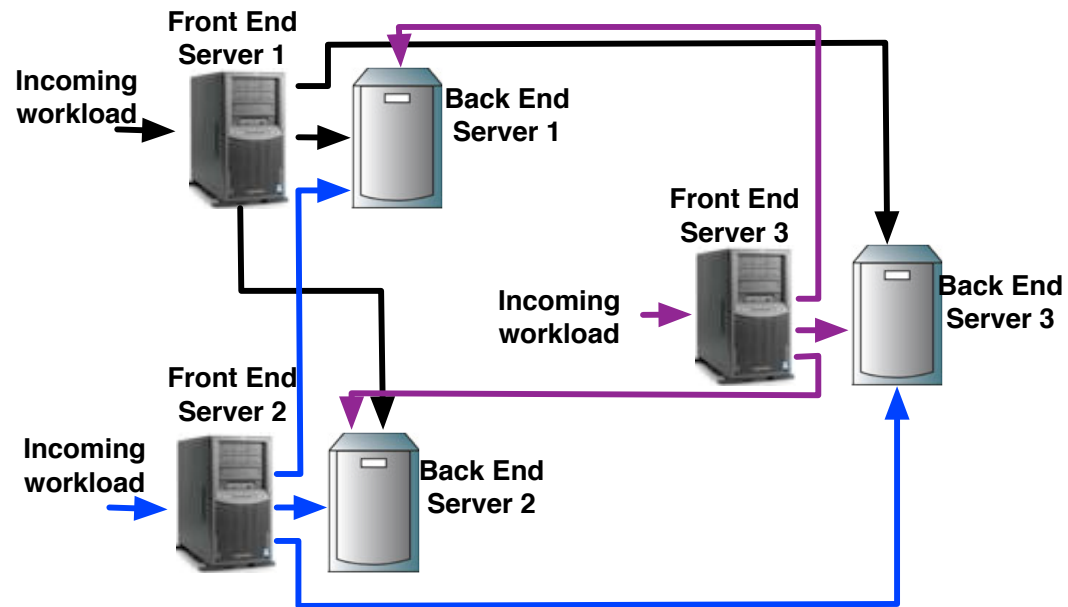 Front End
Server 1
Incoming
workload
Back End
Server 1
Front End
Server 3
Incoming
workload
Back End
Server 3
Front End
Server 2
Incoming
workload
Back End
Server 2